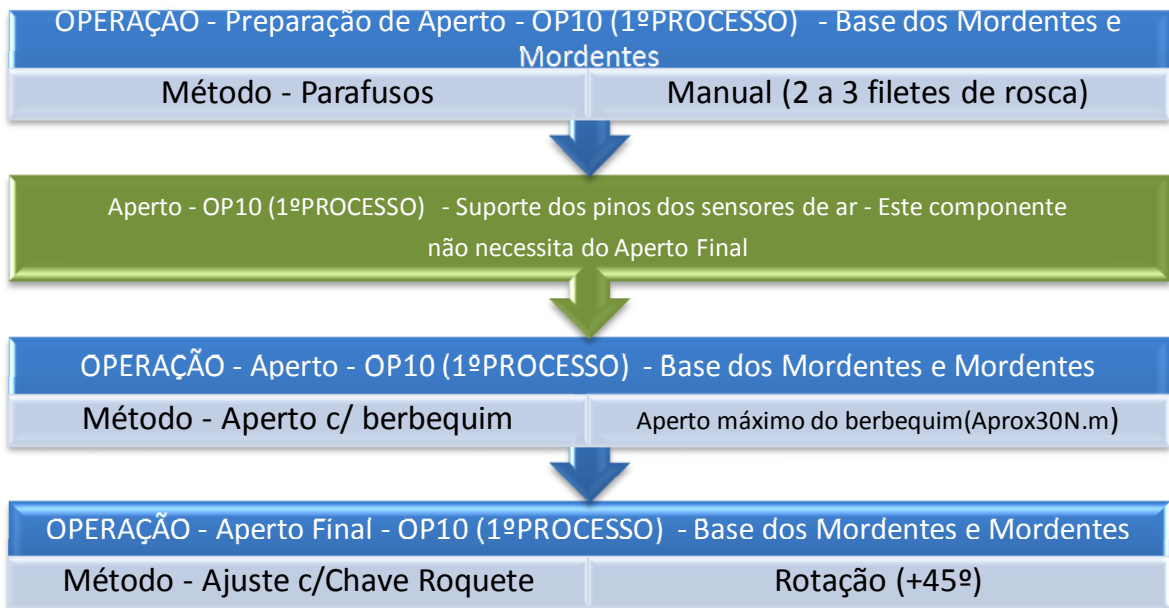 OPERAÇÃO - Preparação de Aperto - OP10 (1ºPROCESSO) - Base dos Mordentes e
Mordentes
Método - Parafusos
Manual (2 a 3 filetes de rosca)
Aperto - OP10 (1ºPROCESSO) - Suporte dos pinos dos sensores de ar - Este componente
não necessita do Aperto Final
OPERAÇÃO - Aperto - OP10 (1ºPROCESSO) - Base dos Mordentes e Mordentes
Método - Aperto c/ berbequim
Aperto máximo do berbequim(Aprox30N.m)
OPERAÇÃO - Aperto Final - OP10 (1ºPROCESSO) - Base dos Mordentes e Mordentes
Método - Ajuste c/Chave Roquete
Rotação (+45º)